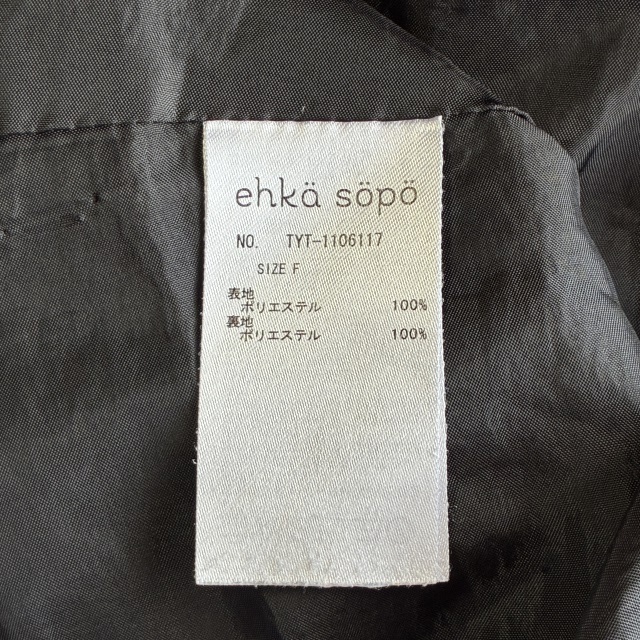 ehkä söpö
NO. TYT-1106117
SIZE F
表地
ポリエステル 100%
裏地
ポリエステル 100%